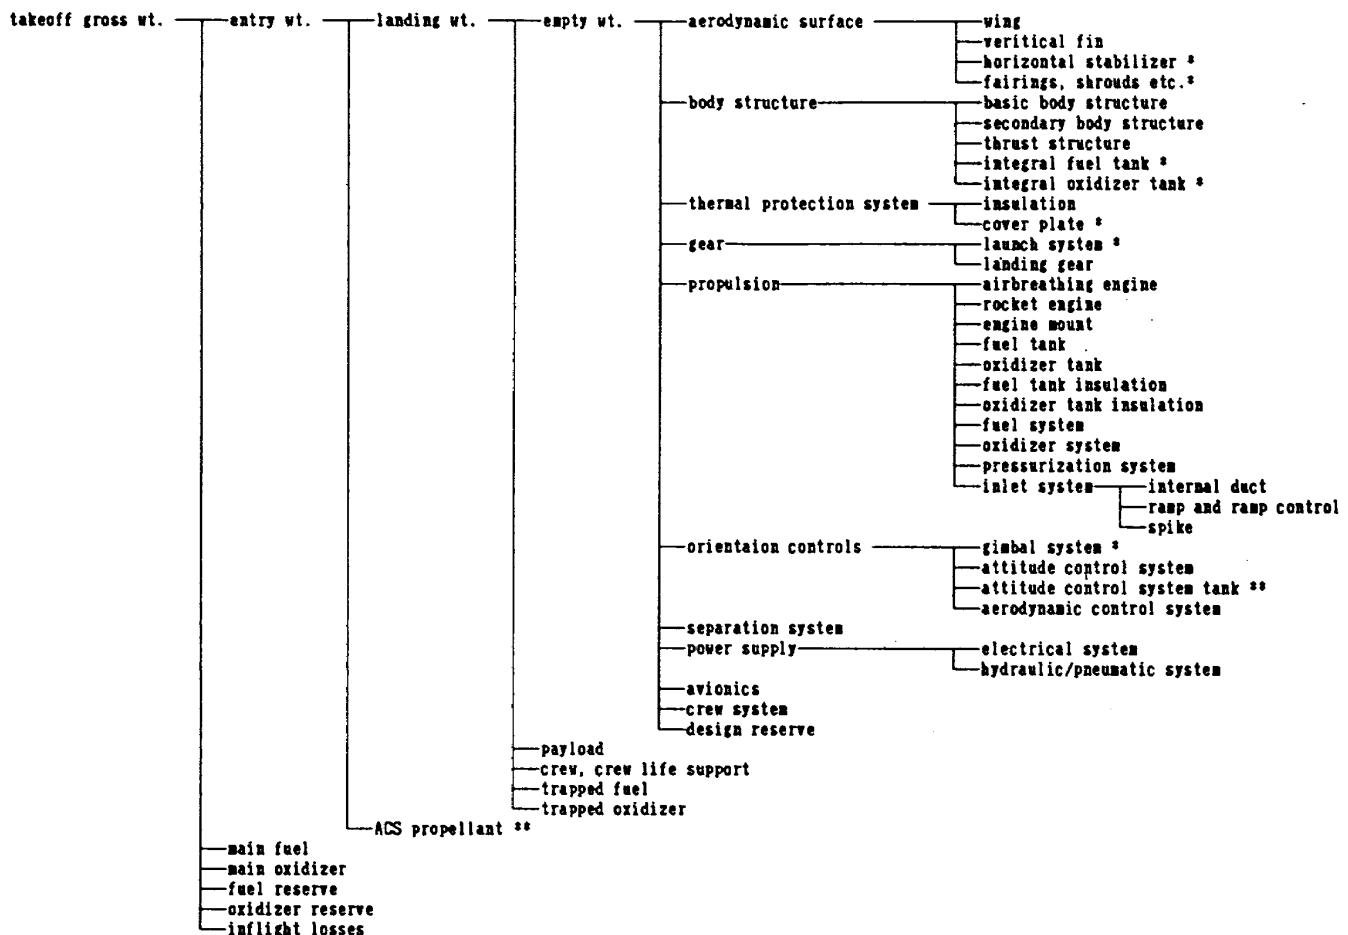 takeoff gross wt. entry wt. landing wt. empty wt. aerodynamic surface wing
veritical fin
horizontal stabilizer *
fairings, shrouds etc.*
body structure basic body structure
secondary body structure
thrust structure
integral fuel tank *
integral oxidizer tank *
thermal protection system insulation
cover plate *
gear launch system *
landing gear
propulsion airbreathing engine
rocket engine
engine mount
fuel tank
oxidizer tank
fuel tank insulation
oxidizer tank insulation
fuel system
oxidizer system
pressurization system
inlet system internal duct
ramp and ramp control
spike
orientaion controls gimbal system *
attitude control system
attitude control system tank **
aerodynamic control system
separation system
power supply electrical system
hydraulic/pneumatic system
avionics
crew system
design reserve
payload
crew, crew life support
trapped fuel
trapped oxidizer
ACS propellant **
main fuel
main oxidizer
fuel reserve
oxidizer reserve
inflight losses